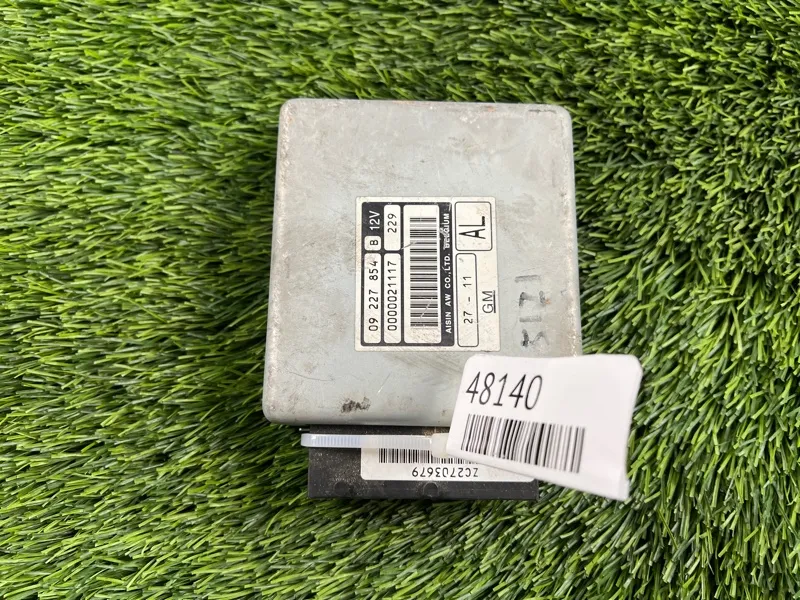 09 227 854 B 12V
0000021117 229
AISIN AW CO.,LTD. BELGIUM
27 - 11 AL
GM
48140
ZC2703679